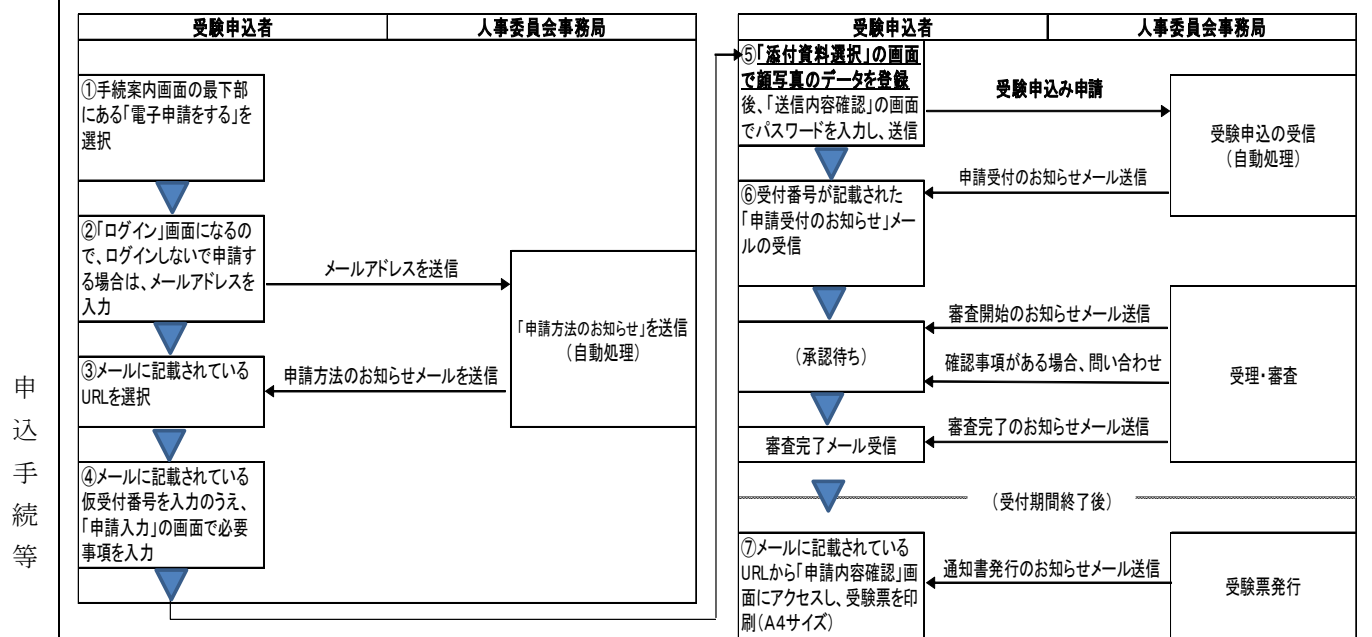 申込手続等
受験申込者
人事委員会事務局
①手続案内画面の最下部
にある「電子申請をする」を
選択
②「ログイン」画面になるの
で、ログインしないで申請す
る場合は、メールアドレスを
入力
メールアドレスを送信
「申請方法のお知らせ」を送信
（自動処理）
③メールに記載されている
URLを選択
申請方法のお知らせメールを送信
④メールに記載されている
仮受付番号を入力のうえ、
「申請入力」の画面で必要
事項を入力
受験申込者
人事委員会事務局
⑤「添付資料選択」の画面
で顔写真のデータを登録
後、「送信内容確認」の画面
でパスワードを入力し、送信
受験申込み申請
受験申込の受信
（自動処理）
申請受付のお知らせメール送信
⑥受付番号が記載された
「申請受付のお知らせ」メー
ルの受信
審査開始のお知らせメール送信
（承認待ち）
確認事項がある場合、問い合わせ
受理・審査
審査完了のお知らせメール送信
審査完了メール受信
（受付期間終了後）
⑦メールに記載されている
URLから「申請内容確認」画
面にアクセスし、受験票を印
刷（A4サイズ）
通知書発行のお知らせメール送信
受験票発行